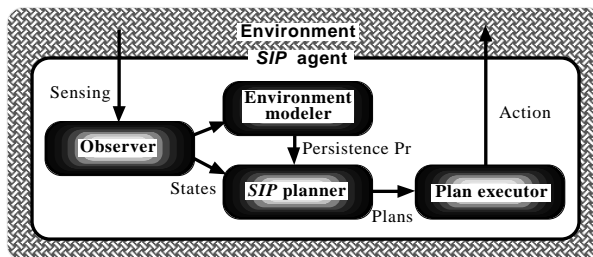 Environment
SIP agent
Sensing
Environment
modeler
Action
Observer
Persistence Pr
States
SIP planner
Plan executor
Plans